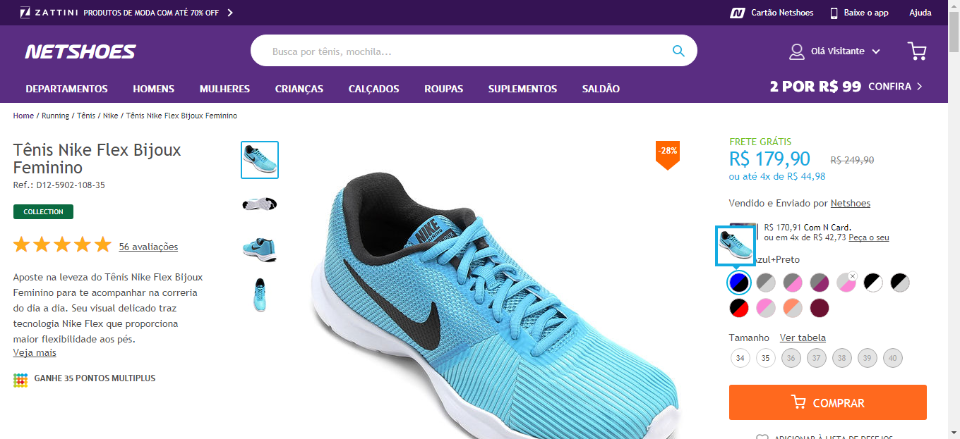 ZATTINI PRODUTOS DE MODA COM ATÉ 70% OFF
Cartão Netshoes Baixe o app Ajuda
NETSHOES
Busca por tênis, mochila...
Olá Visitante
DEPARTAMENTOS HOMENS MULHERES CRIANÇAS CALÇADOS ROUPAS SUPLEMENTOS SALDÃO
2 POR R$ 99 CONFIRA
Home / Running / Tênis / Nike / Tênis Nike Flex Bijoux Feminino
Tênis Nike Flex Bijoux
Feminino
Ref.: D12-5902-108-35
COLLECTION
56 avaliações
Aposte na leveza do Tênis Nike Flex Bijoux
Feminino para te acompanhar na correria
do dia a dia. Seu visual delicado traz
tecnologia Nike Flex que proporciona
maior flexibilidade aos pés.
Veja mais
GANHE 35 PONTOS MULTIPLUS
-28%
NIKE
FRETE GRÁTIS
R$ 179,90 R$ 249,90
ou até 4x de R$ 44,98
Vendido e Enviado por Netshoes
R$ 170,91 Com N Card.
ou em 4x de R$ 42,73 Peça o seu
Azul+Preto
Tamanho Ver tabela
34 35 36 37 38 39 40
COMPRAR
ADICIONAR À LISTA DE DESEJOS